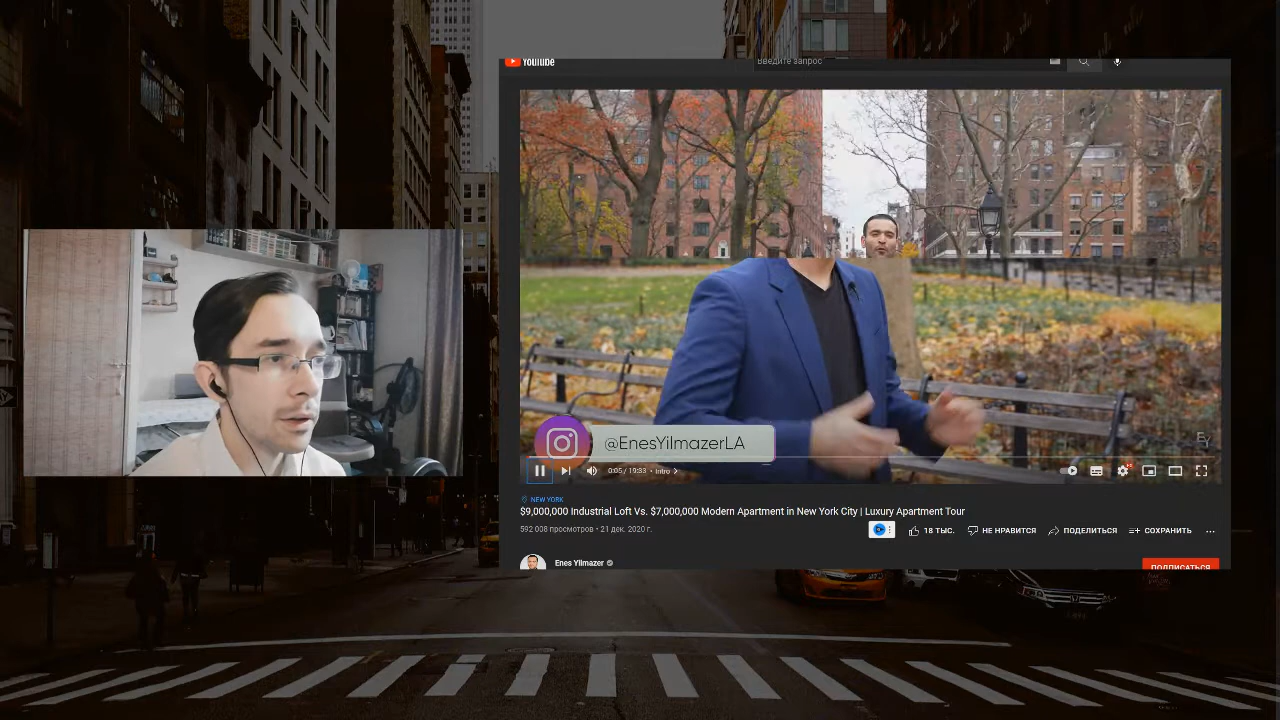 YouTube
Введите запрос
@EnesYilmazerLA
EY
0:05 / 19:33 • Intro
NEW YORK
$9,000,000 Industrial Loft Vs. $7,000,000 Modern Apartment in New York City | Luxury Apartment Tour
592 008 просмотров • 21 дек. 2020 г.
18 ТЫС.
НЕ НРАВИТСЯ
ПОДЕЛИТЬСЯ
СОХРАНИТЬ
Enes Yilmazer
ПОДПИСАТЬСЯ